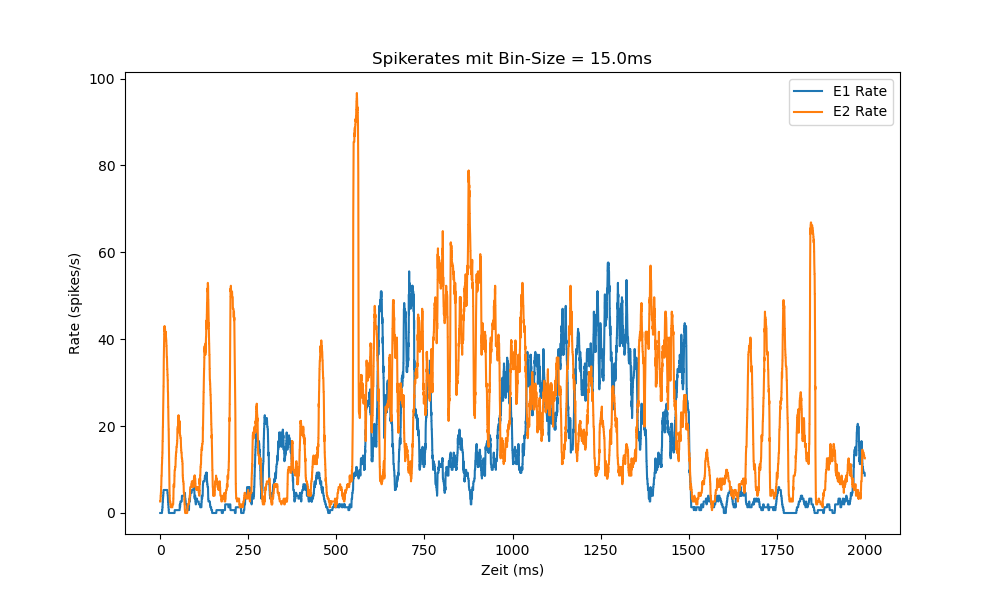 Spikerates mit Bin-Size = 15.0ms
E1 Rate
E2 Rate
Rate (spikes/s)
100
80
60
40
20
0
0 250 500 750 1000 1250 1500 1750 2000
Zeit (ms)